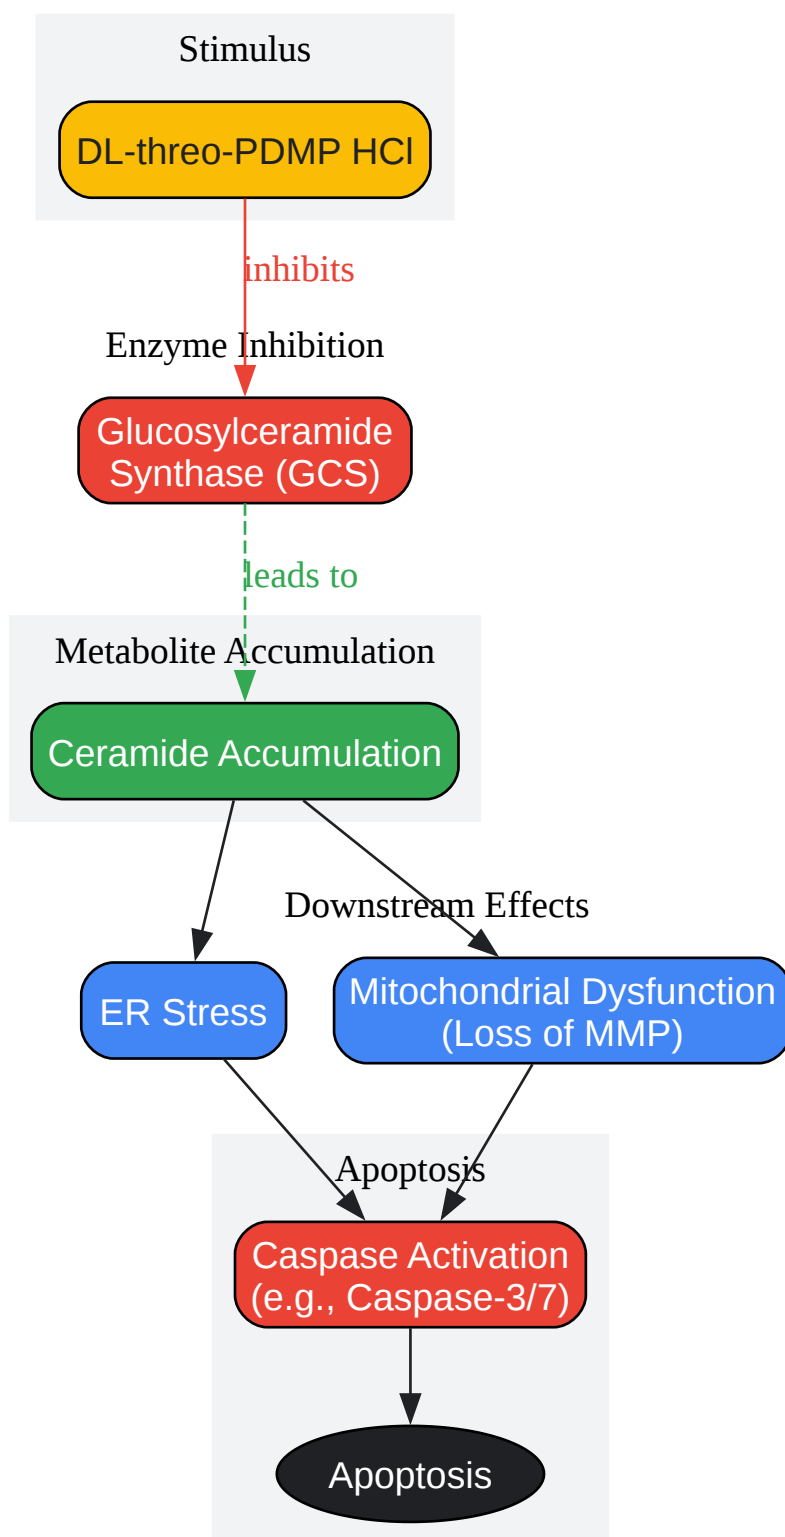 Stimulus
DL-threo-PDMP HCl
inhibits
Enzyme Inhibition
Glucosylceramide
Synthase (GCS)
leads to
Metabolite Accumulation
Ceramide Accumulation
Downstream Effects
ER Stress
Mitochondrial Dysfunction
(Loss of MMP)
Apoptosis
Caspase Activation
(e.g., Caspase-3/7)
Apoptosis